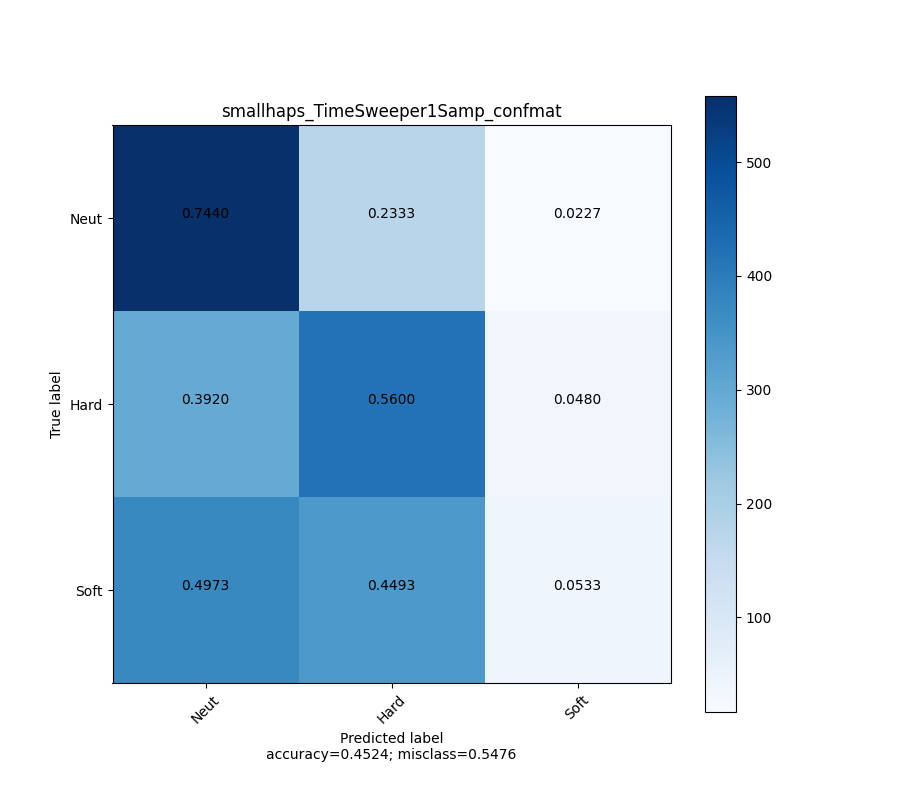 smallhaps_TimeSweeper1Samp_confmat
Neut 0.7440 0.2333 0.0227
Hard 0.3920 0.5600 0.0480
Soft 0.4973 0.4493 0.0533
True label
Neut Hard Soft
Predicted label
accuracy=0.4524; misclass=0.5476
500
400
300
200
100